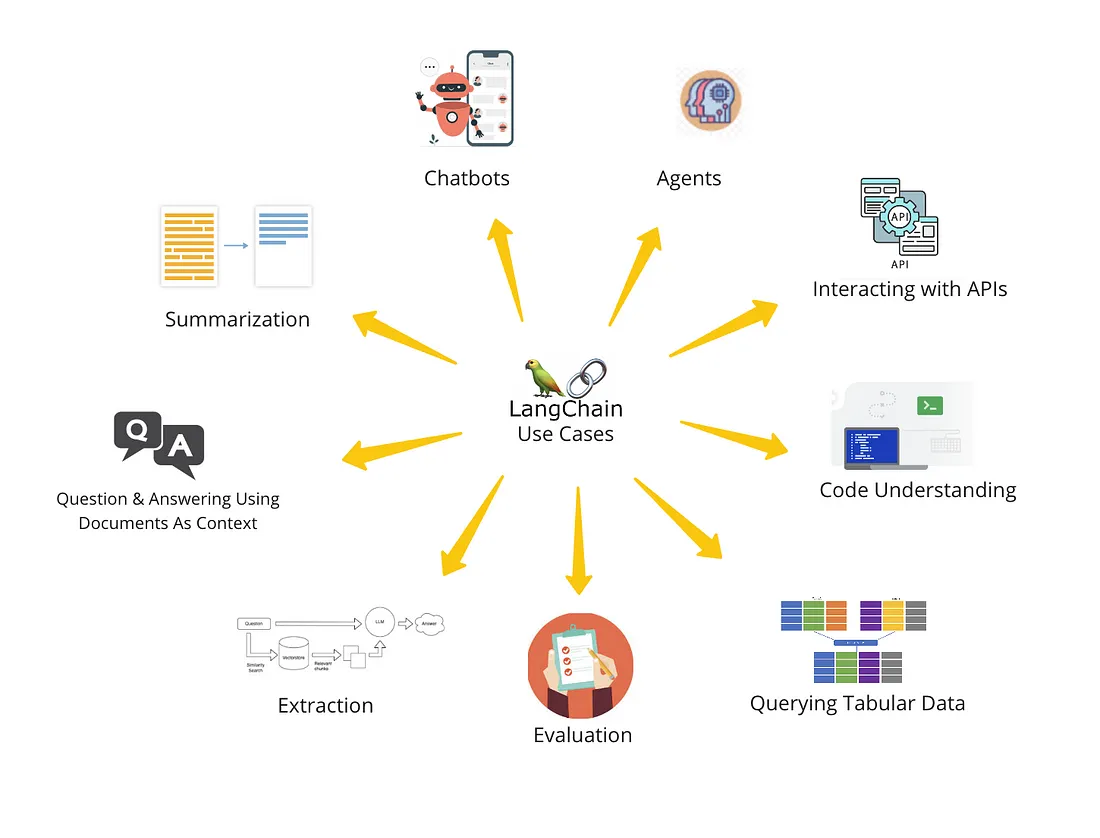 Chatbots
Agents
API
API
Interacting with APIs
Summarization
LangChain
Use Cases
Q
A
Question & Answering Using
Documents As Context
>_
Code Understanding
Question
LLM
Answer
Similarity
Search
Vectorstore
Relevant
chunks
Extraction
Evaluation
Querying Tabular Data